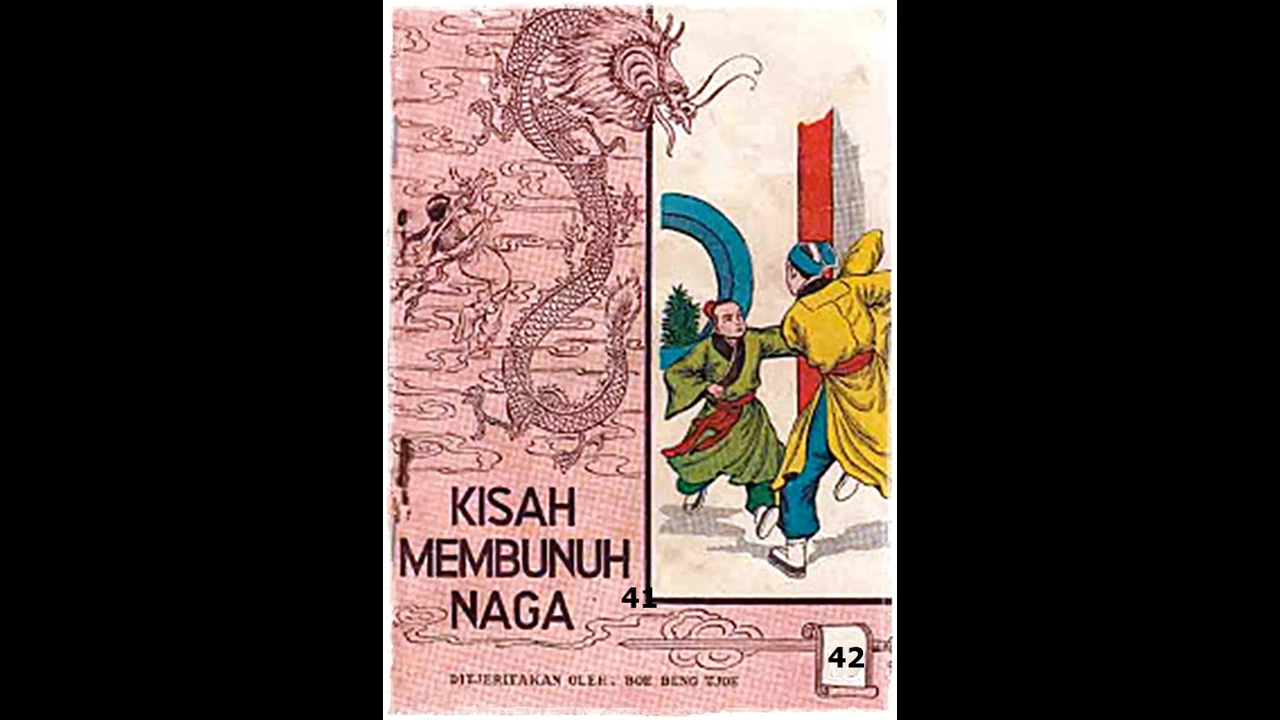 KISAH
MEMBUNUH
NAGA
41
42
DITJERITAKAN OLEH: BOE BENG TJOE